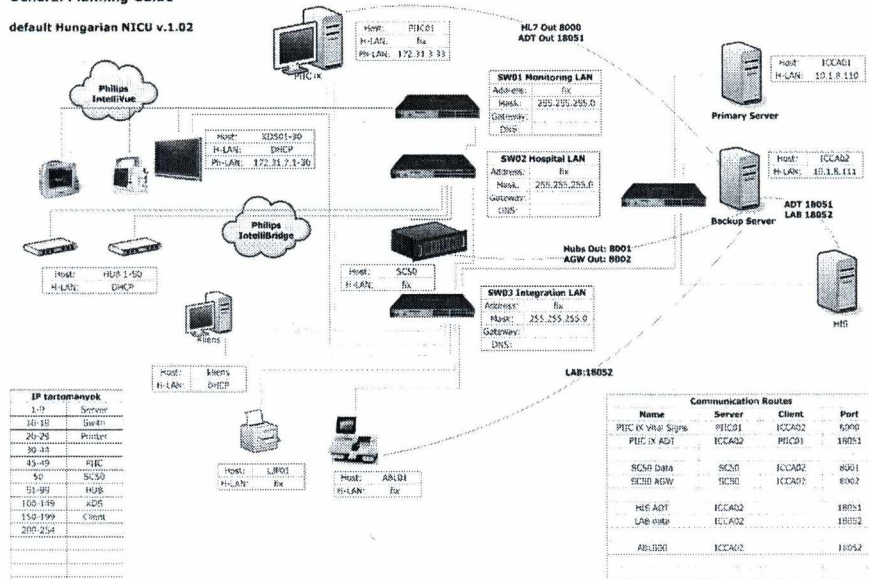 default Hungarian NICU v.1.02
Host: PIIC01
H-LAN: fix
Ph-LAN: 172.31.3.33
PIIC iX
HL7 Out 8000
ADT Out 18051
Philips
IntelliVue
Host: XDS01-30
H-LAN: DHCP
Ph-LAN: 172.31.7.1-30
SW01 Monitoring LAN
Address: fix
Mask: 255.255.255.0
Gateway:
DNS:
SW02 Hospital LAN
Address: fix
Mask: 255.255.255.0
Gateway:
DNS:
Host: ICCA01
H-LAN: 10.1.8.110
Primary Server
Host: ICCA02
H-LAN: 10.1.8.111
Backup Server
ADT 18051
LAB 18052
Philips
IntelliBridge
Hubs Out: 8001
AGW Out: 8002
Host: HUB 1-50
H-LAN: DHCP
Host: SC50
H-LAN: fix
SW03 Integration LAN
Address: fix
Mask: 255.255.255.0
Gateway:
DNS:
HIS
Kliens
Host: kliens
H-LAN: DHCP
LAB:18052
Host: LJP01
H-LAN: fix
Host: ABL01
H-LAN: fix
IP tartományok
1-9 Server
20-29 Printer
45-49 PIIC
50 SC50
51-99 HUB
100-149 XDS
150-199 Client
200-254
Communication Routes
Name Server Client Port
PIIC iX Vital Signs PIIC01 ICCA02 8000
PIIC iX ADT ICCA02 PIIC01 18051
SC50 Data SC50 ICCA02 8001
SC50 AGW SC50 ICCA02 8002
HIS ADT ICCA02 18051
LAB data ICCA02 18052
ABL800 ICCA02 18052